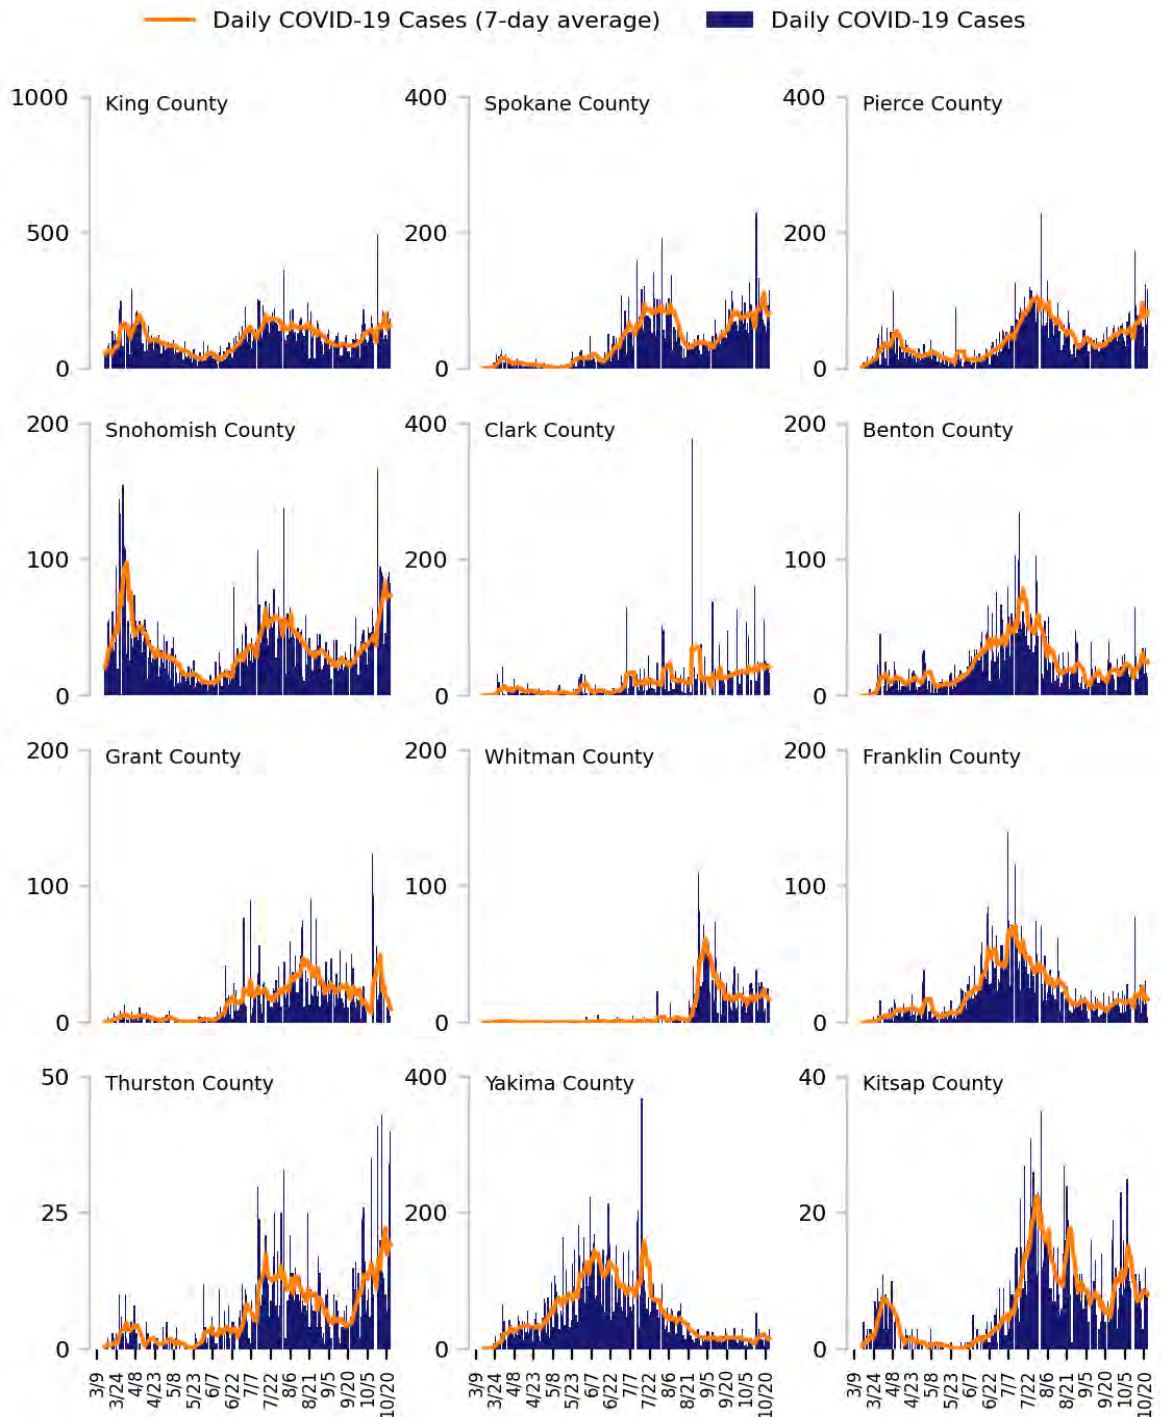 Daily COVID-19 Cases (7-day average) Daily COVID-19 Cases
1000 King County 400 Spokane County 400 Pierce County
500 200 200
0 0 0
200 Snohomish County 400 Clark County 200 Benton County
100 200 100
0 0 0
200 Grant County 200 Whitman County 200 Franklin County
100 100 100
0 0 0
50 Thurston County 400 Yakima County 40 Kitsap County
25 200 20
0 0 0
3/9 3/24 4/8 4/23 5/8 5/23 6/7 6/22 7/7 7/22 8/6 8/21 9/5 9/20 10/5 10/20 3/9 3/24 4/8 4/23 5/8 5/23 6/7 6/22 7/7 7/22 8/6 8/21 9/5 9/20 10/5 10/20 3/9 3/24 4/8 4/23 5/8 5/23 6/7 6/22 7/7 7/22 8/6 8/21 9/5 9/20 10/5 10/20